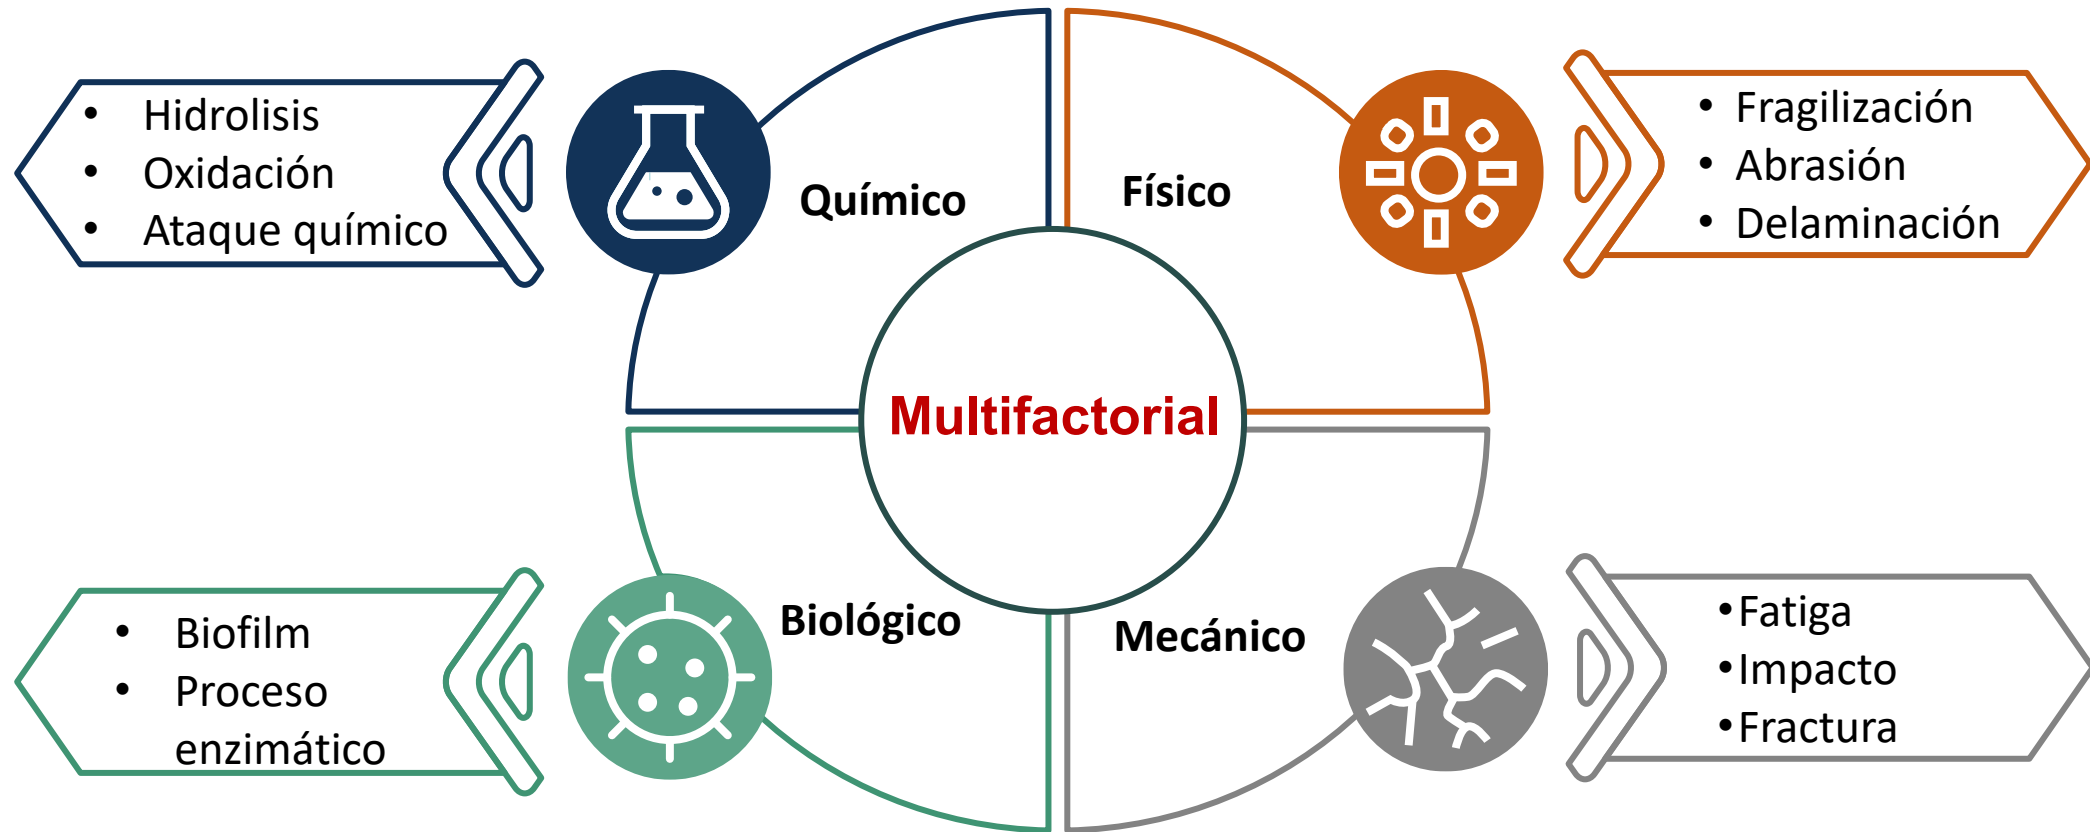 • Hidrolisis
• Oxidación
• Ataque químico
Químico
Físico
• Fragilización
• Abrasión
• Delaminación
Multifactorial
• Biofilm
• Proceso
enzimático
Biológico
Mecánico
•Fatiga
•Impacto
•Fractura